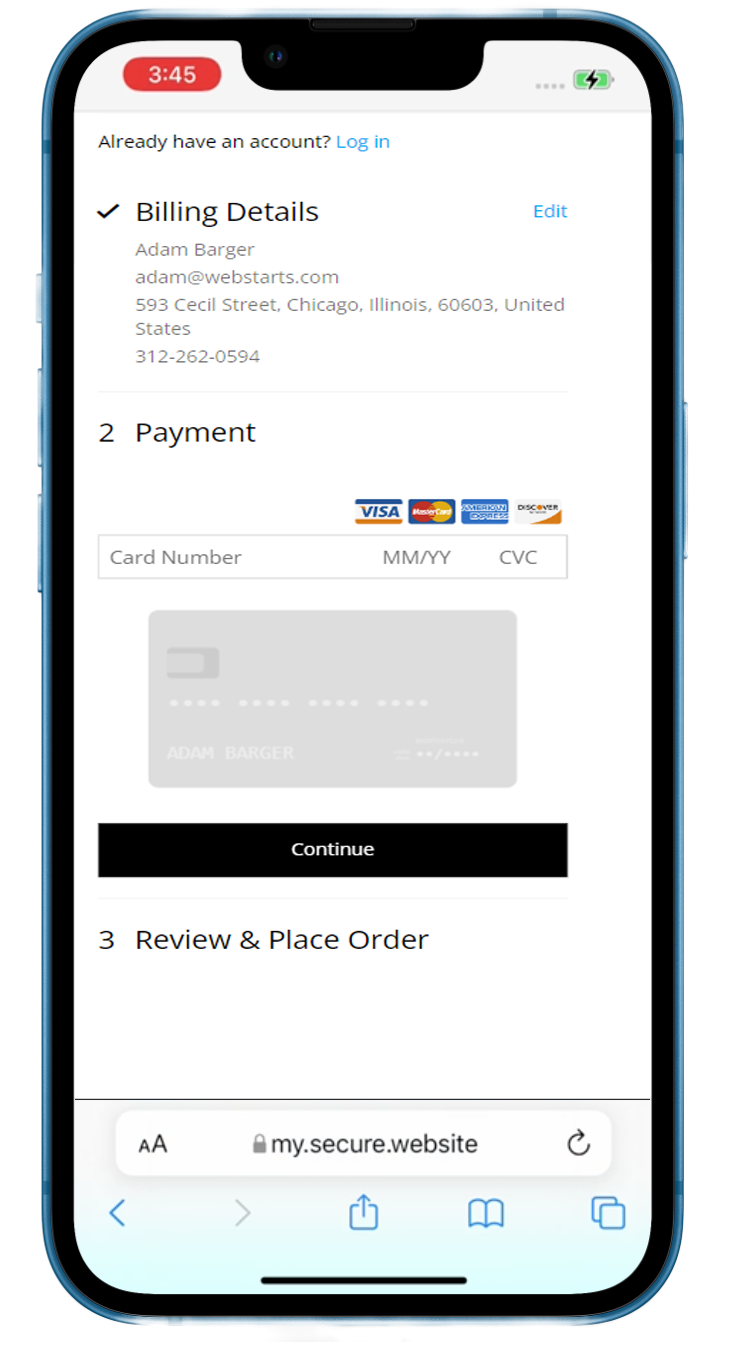 3:45
Already have an account? Log in
Billing Details Edit
Adam Barger
adam@webstarts.com
593 Cecil Street, Chicago, Illinois, 60603, United
States
312-262-0594
2 Payment
VISA MasterCard AMERICAN EXPRESS DISCOVER
Card Number MM/YY CVC
•••• •••• •••• ••••
ADAM BARGER ••/••••
Continue
3 Review & Place Order
AA my.secure.website